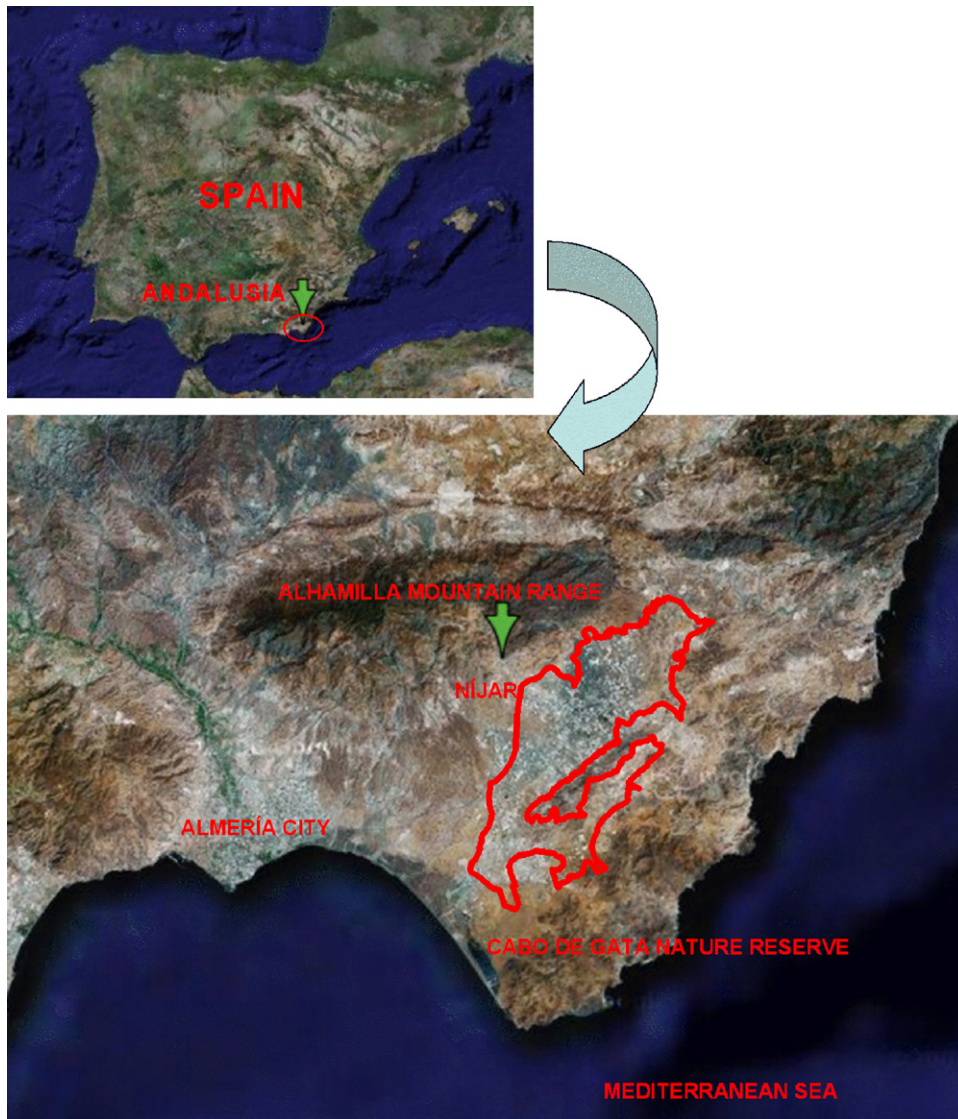 SPAIN
ANDALUSIA
ALHAMILLA MOUNTAIN RANGE
NÍJAR
ALMERÍA CITY
CABO DE GATA NATURE RESERVE
MEDITERRANEAN SEA